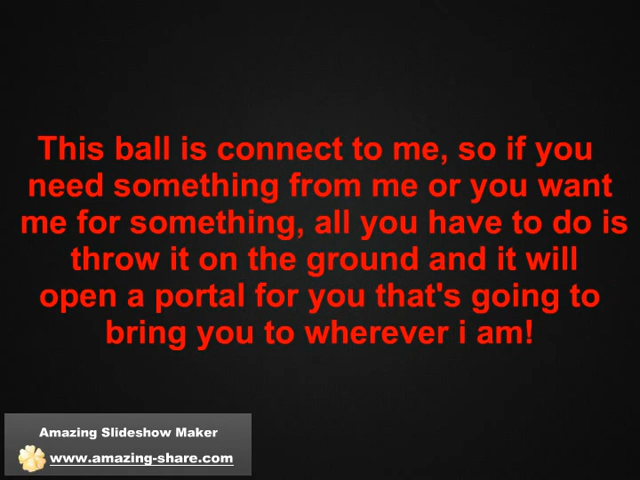 This ball is connect to me, so if you
need something from me or you want
me for something, all you have to do is
throw it on the ground and it will
open a portal for you that's going to
bring you to wherever i am!
Amazing Slideshow Maker
www.amazing-share.com